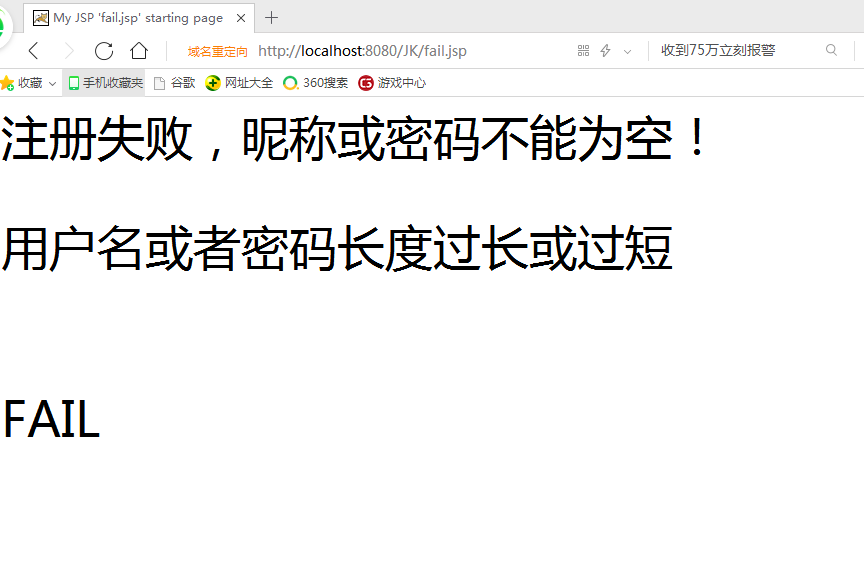 My JSP 'fail.jsp' starting page
域名重定向 http://localhost:8080/JK/fail.jsp 收到75万立刻报警
收藏 手机收藏夹 谷歌 网址大全 360搜索 游戏中心
注册失败，昵称或密码不能为空！
用户名或者密码长度过长或过短
FAIL